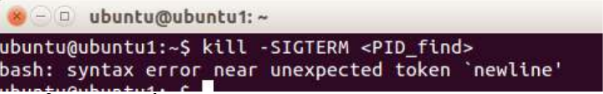 ubuntu@ubuntu1: ~
ubuntu@ubuntu1:~$ kill -SIGTERM <PID_find>
bash: syntax error near unexpected token `newline'